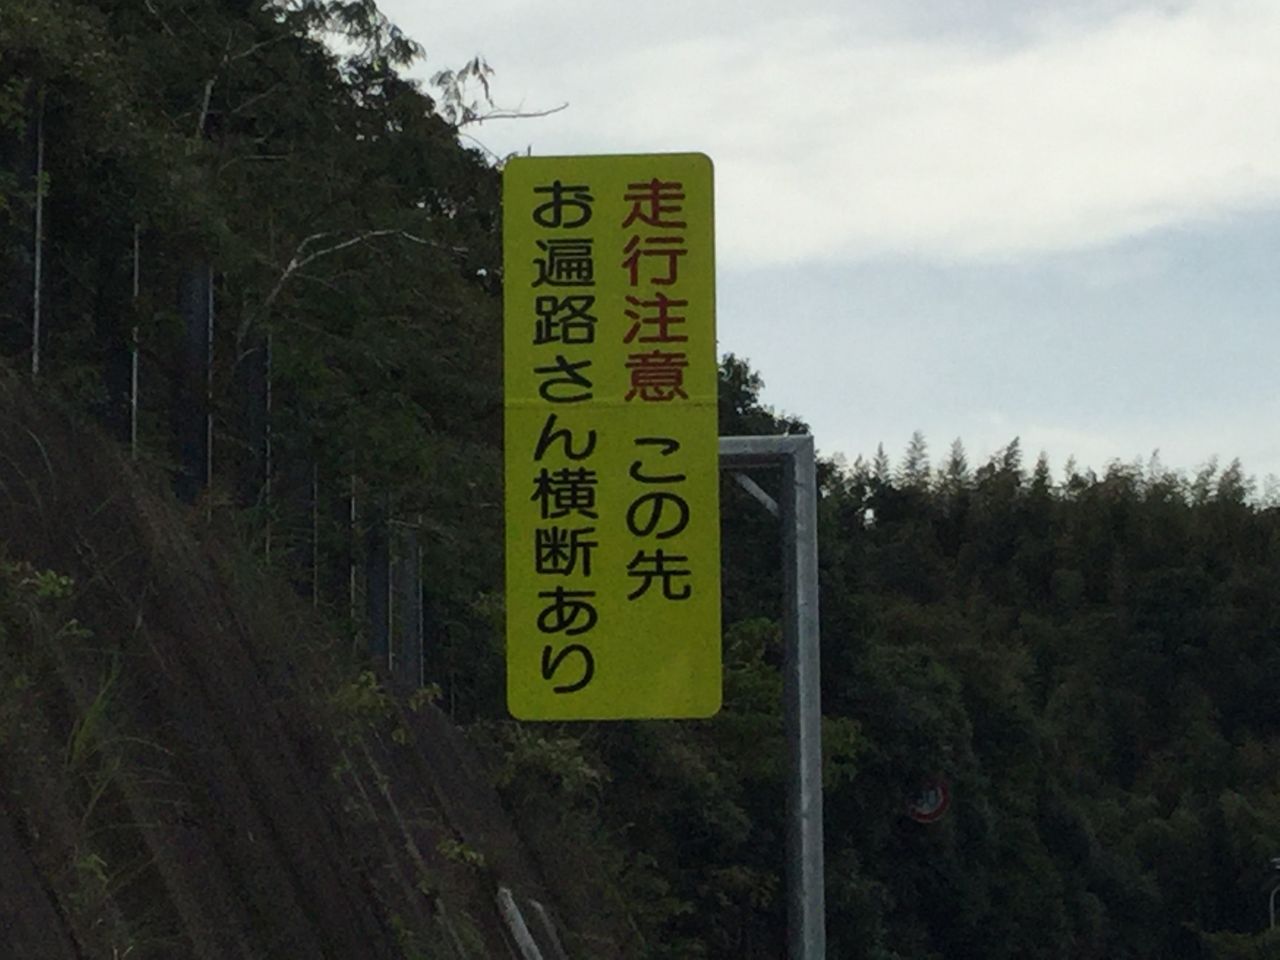 走行注意 この先
お遍路さん横断あり